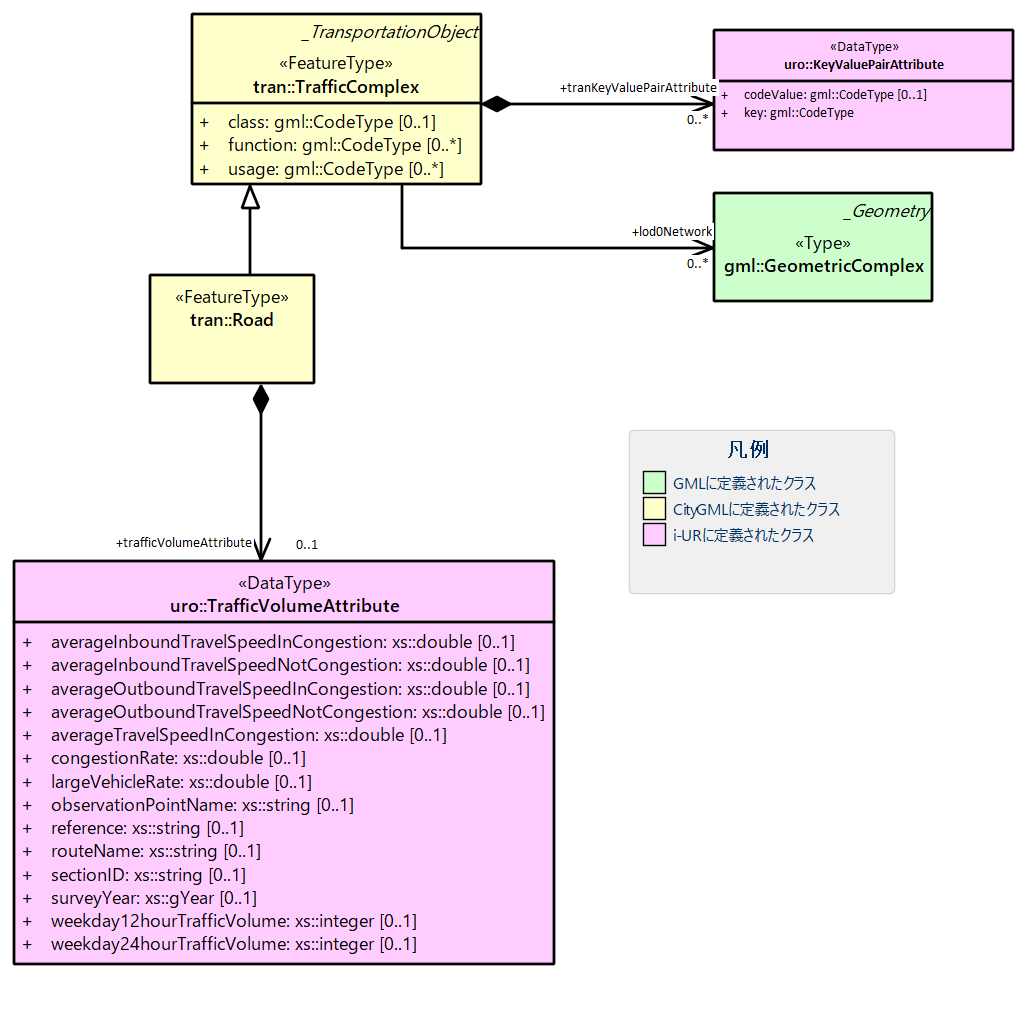 _TransportationObject
«FeatureType»
tran::TrafficComplex
+ class: gml::CodeType [0..1]
+ function: gml::CodeType [0..*]
+ usage: gml::CodeType [0..*]
+tranKeyValuePairAttribute
0..*
«DataType»
uro::KeyValuePairAttribute
+ codeValue: gml::CodeType [0..1]
+ key: gml::CodeType
+lod0Network
0..*
_Geometry
«Type»
gml::GeometricComplex
«FeatureType»
tran::Road
凡例
GMLに定義されたクラス
CityGMLに定義されたクラス
i-URに定義されたクラス
+trafficVolumeAttribute
0..1
«DataType»
uro::TrafficVolumeAttribute
+ averageInboundTravelSpeedInCongestion: xs::double [0..1]
+ averageInboundTravelSpeedNotCongestion: xs::double [0..1]
+ averageOutboundTravelSpeedInCongestion: xs::double [0..1]
+ averageOutboundTravelSpeedNotCongestion: xs::double [0..1]
+ averageTravelSpeedInCongestion: xs::double [0..1]
+ congestionRate: xs::double [0..1]
+ largeVehicleRate: xs::double [0..1]
+ observationPointName: xs::string [0..1]
+ reference: xs::string [0..1]
+ routeName: xs::string [0..1]
+ sectionID: xs::string [0..1]
+ surveyYear: xs::gYear [0..1]
+ weekday12hourTrafficVolume: xs::integer [0..1]
+ weekday24hourTrafficVolume: xs::integer [0..1]